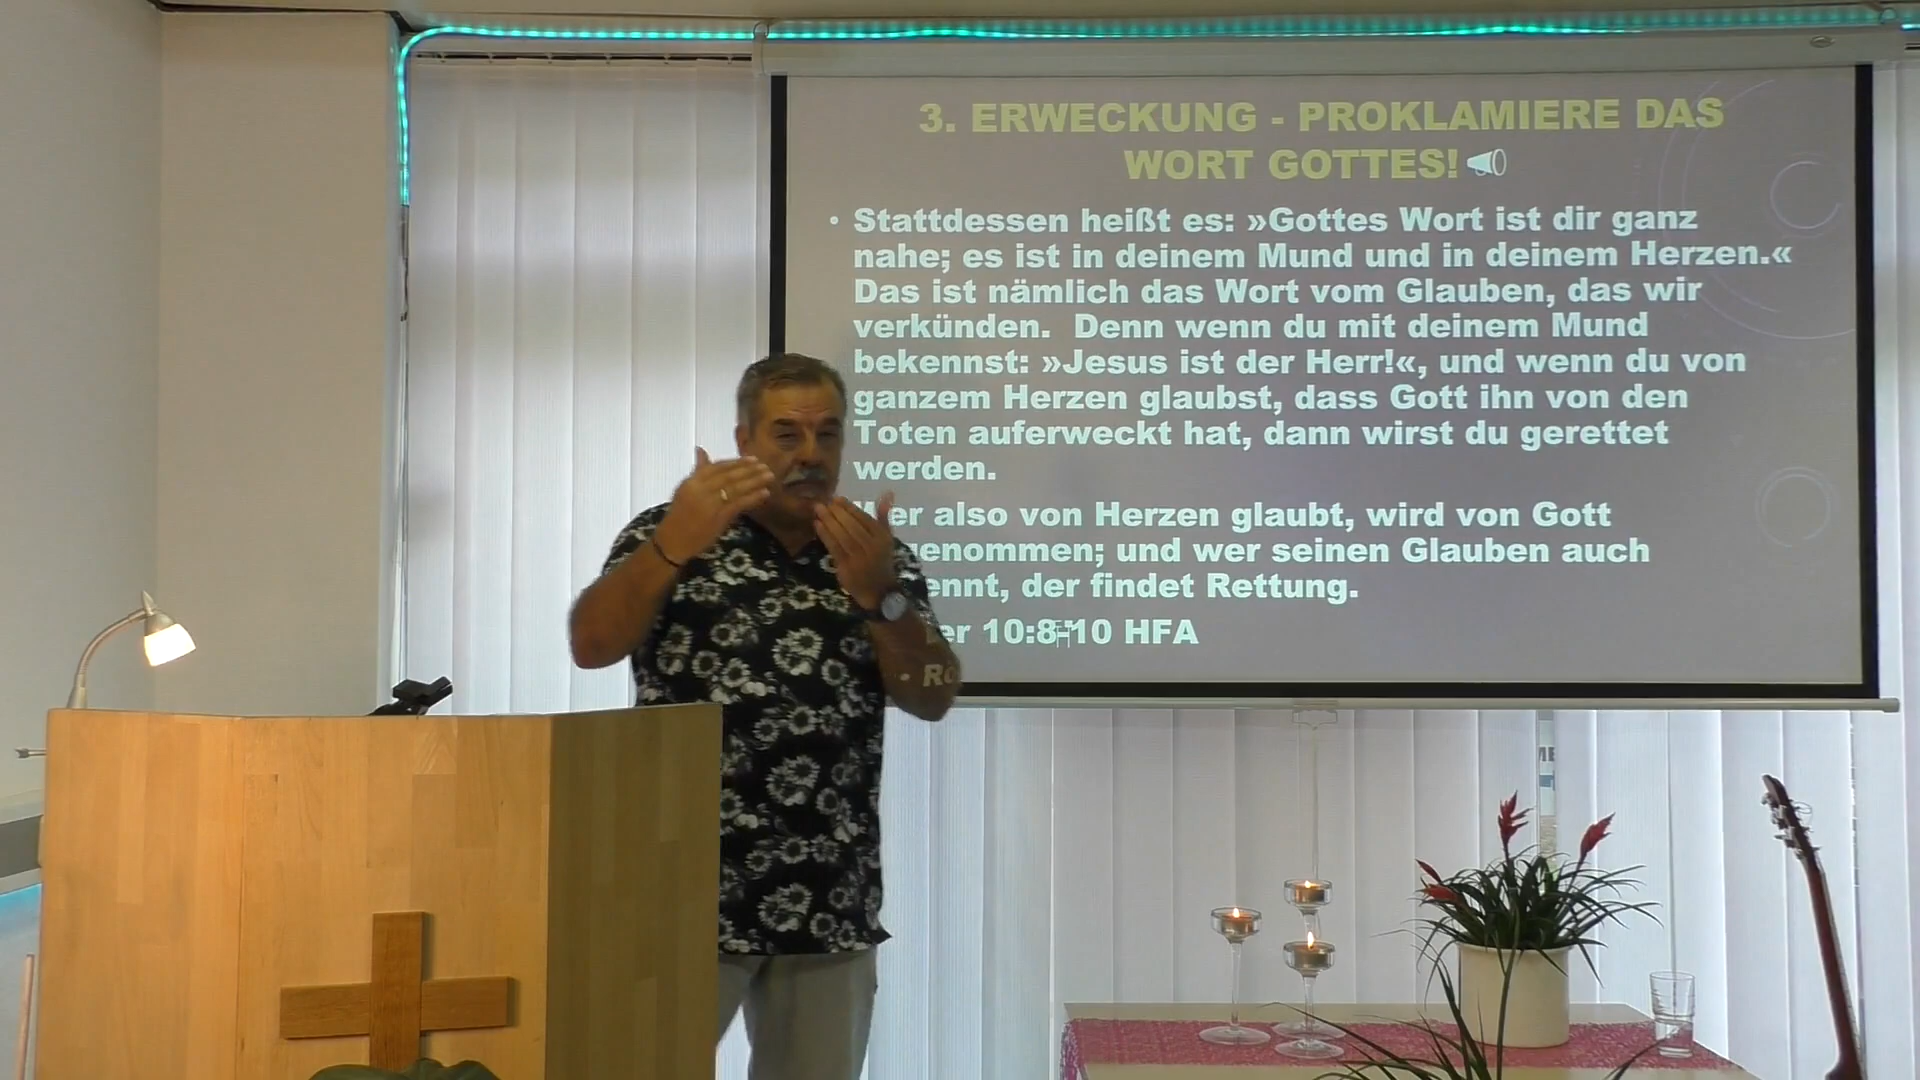 3. ERWECKUNG - PROKLAMIERE DAS
WORT GOTTES!
• Stattdessen heißt es: »Gottes Wort ist dir ganz
nahe; es ist in deinem Mund und in deinem Herzen.«
Das ist nämlich das Wort vom Glauben, das wir
verkünden. Denn wenn du mit deinem Mund
bekennst: »Jesus ist der Herr!«, und wenn du von
ganzem Herzen glaubst, dass Gott ihn von den
Toten auferweckt hat, dann wirst du gerettet
werden.
Wer also von Herzen glaubt, wird von Gott
genommen; und wer seinen Glauben auch
ennt, der findet Rettung.
• Rö er 10:8-10 HFA